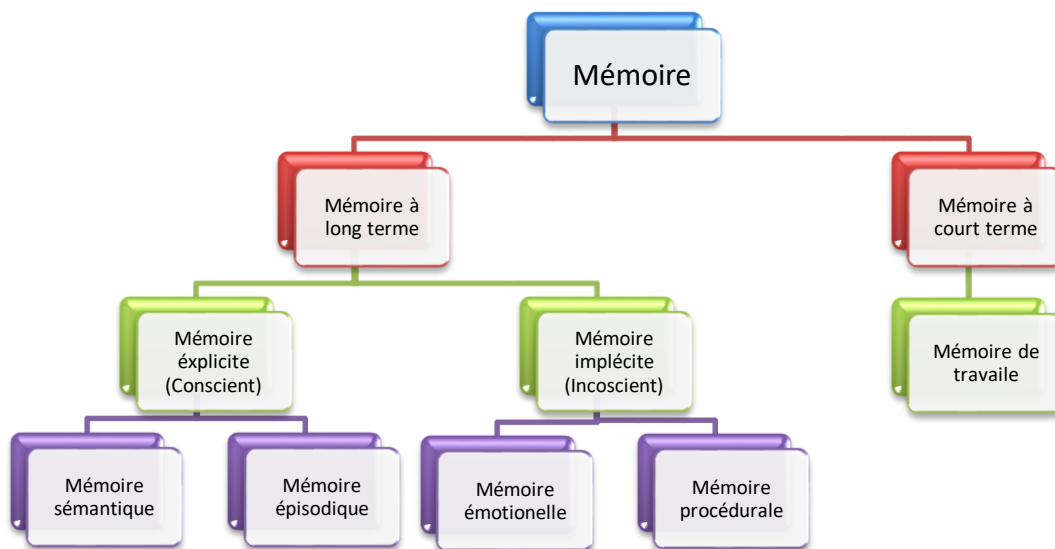 Mémoire
Mémoire à
long terme
Mémoire à
court terme
Mémoire
éxplicite
(Conscient)
Mémoire
implécite
(Incoscient)
Mémoire de
travaile
Mémoire
sémantique
Mémoire
épisodique
Mémoire
émotionelle
Mémoire
procédurale